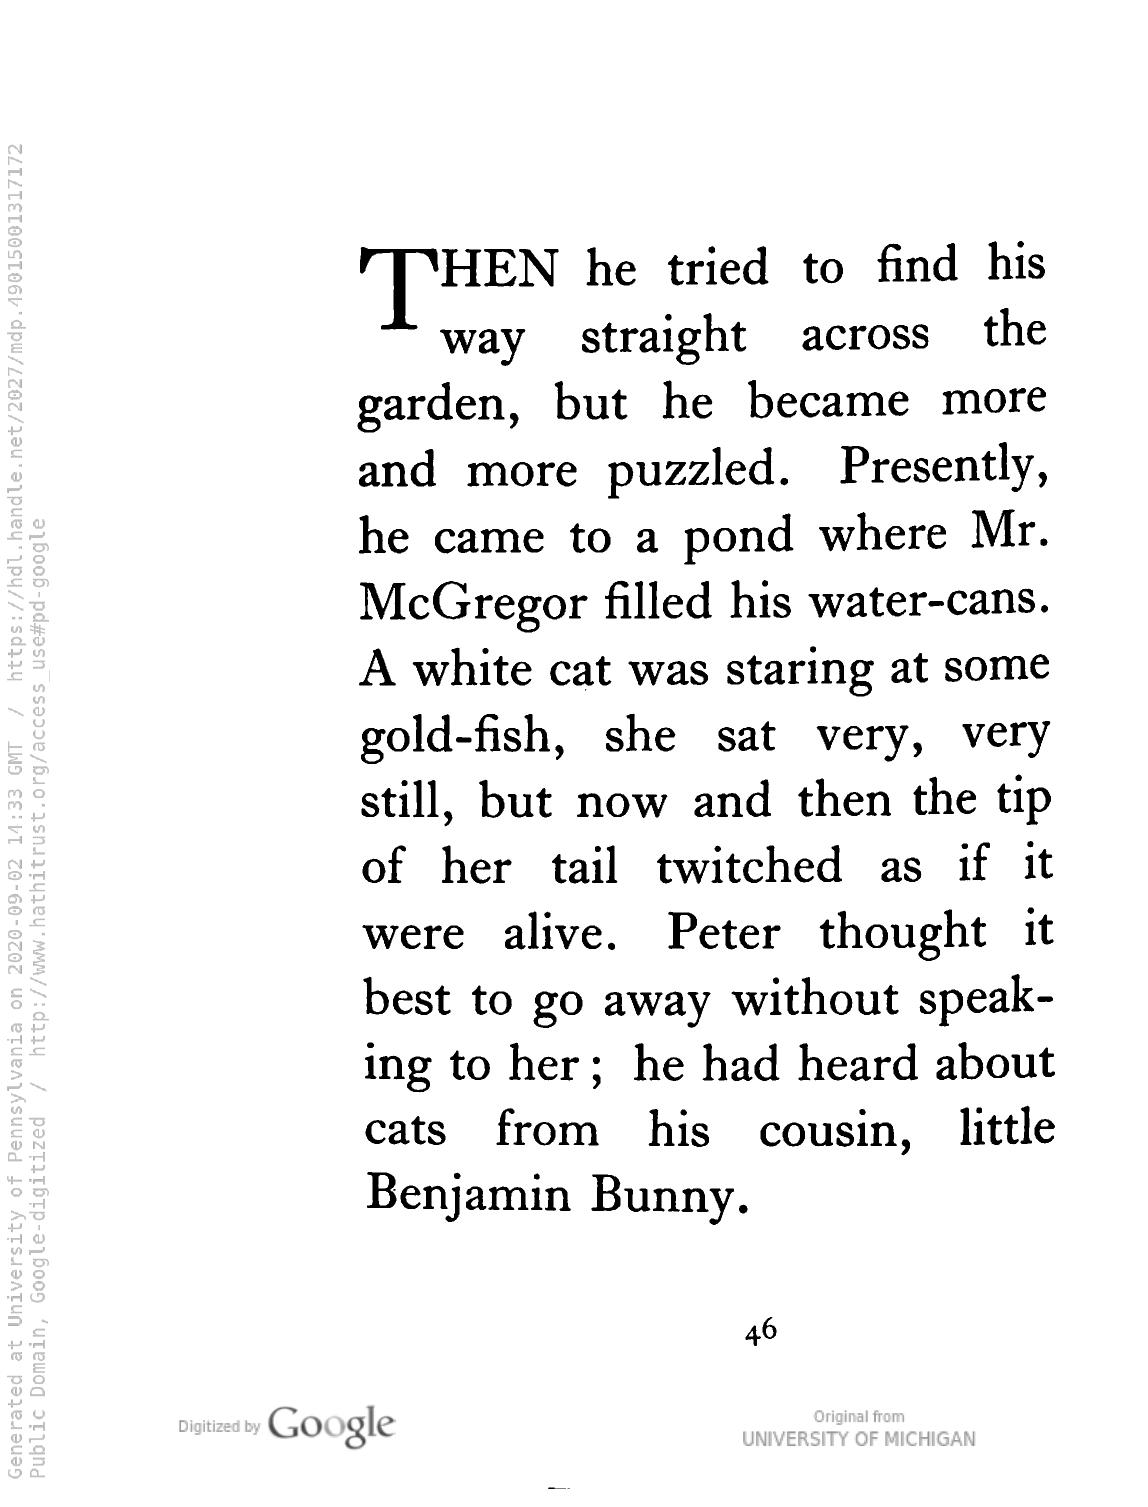 THEN he tried to find his
way straight across the
garden, but he became more
and more puzzled. Presently,
he came to a pond where Mr.
McGregor filled his water-cans.
A white cat was staring at some
gold-fish, she sat very, very
still, but now and then the tip
of her tail twitched as if it
were alive. Peter thought it
best to go away without speak-
ing to her; he had heard about
cats from his cousin, little
Benjamin Bunny.
46
Digitized by Google
Original from
UNIVERSITY OF MICHIGAN
Generated at University of Pennsylvania on 2020-09-02 14:33 GMT / https://hdl.handle.net/2027/mdp.49015001317172
Public Domain, Google-digitized / http://www.hathitrust.org/access_use#pd-google